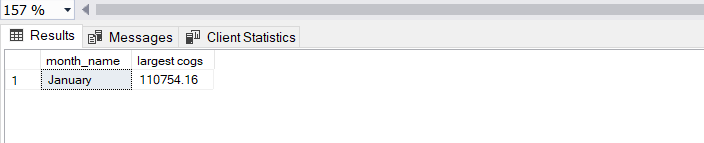 157 %
Results Messages Client Statistics
month_name largest cogs
1 January 110754.16